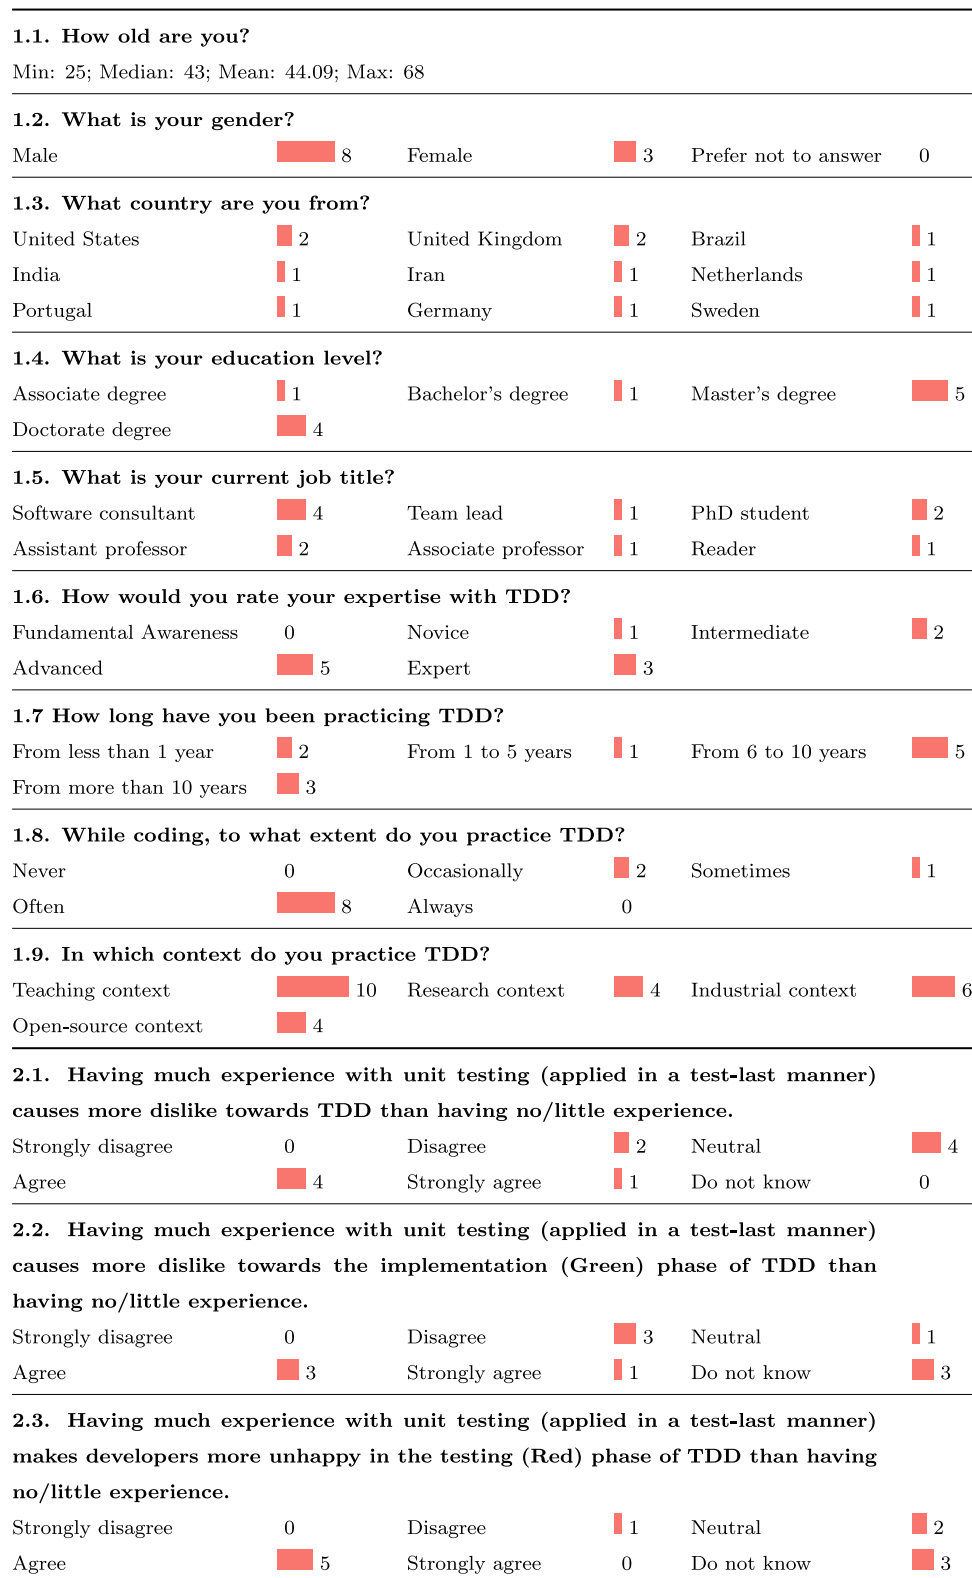 1.1. How old are you?
Min: 25; Median: 43; Mean: 44.09; Max: 68
1.2. What is your gender?
Male 8 Female 3 Prefer not to answer 0
1.3. What country are you from?
United States 2 United Kingdom 2 Brazil 1
India 1 Iran 1 Netherlands 1
Portugal 1 Germany 1 Sweden 1
1.4. What is your education level?
Associate degree 1 Bachelor's degree 1 Master's degree 5
Doctorate degree 4
1.5. What is your current job title?
Software consultant 4 Team lead 1 PhD student 2
Assistant professor 2 Associate professor 1 Reader 1
1.6. How would you rate your expertise with TDD?
Fundamental Awareness 0 Novice 1 Intermediate 2
Advanced 5 Expert 3
1.7 How long have you been practicing TDD?
From less than 1 year 2 From 1 to 5 years 1 From 6 to 10 years 5
From more than 10 years 3
1.8. While coding, to what extent do you practice TDD?
Never 0 Occasionally 2 Sometimes 1
Often 8 Always 0
1.9. In which context do you practice TDD?
Teaching context 10 Research context 4 Industrial context 6
Open-source context 4
2.1. Having much experience with unit testing (applied in a test-last manner)
causes more dislike towards TDD than having no/little experience.
Strongly disagree 0 Disagree 2 Neutral 4
Agree 4 Strongly agree 1 Do not know 0
2.2. Having much experience with unit testing (applied in a test-last manner)
causes more dislike towards the implementation (Green) phase of TDD than
having no/little experience.
Strongly disagree 0 Disagree 3 Neutral 1
Agree 3 Strongly agree 1 Do not know 3
2.3. Having much experience with unit testing (applied in a test-last manner)
makes developers more unhappy in the testing (Red) phase of TDD than having
no/little experience.
Strongly disagree 0 Disagree 1 Neutral 2
Agree 5 Strongly agree 0 Do not know 3